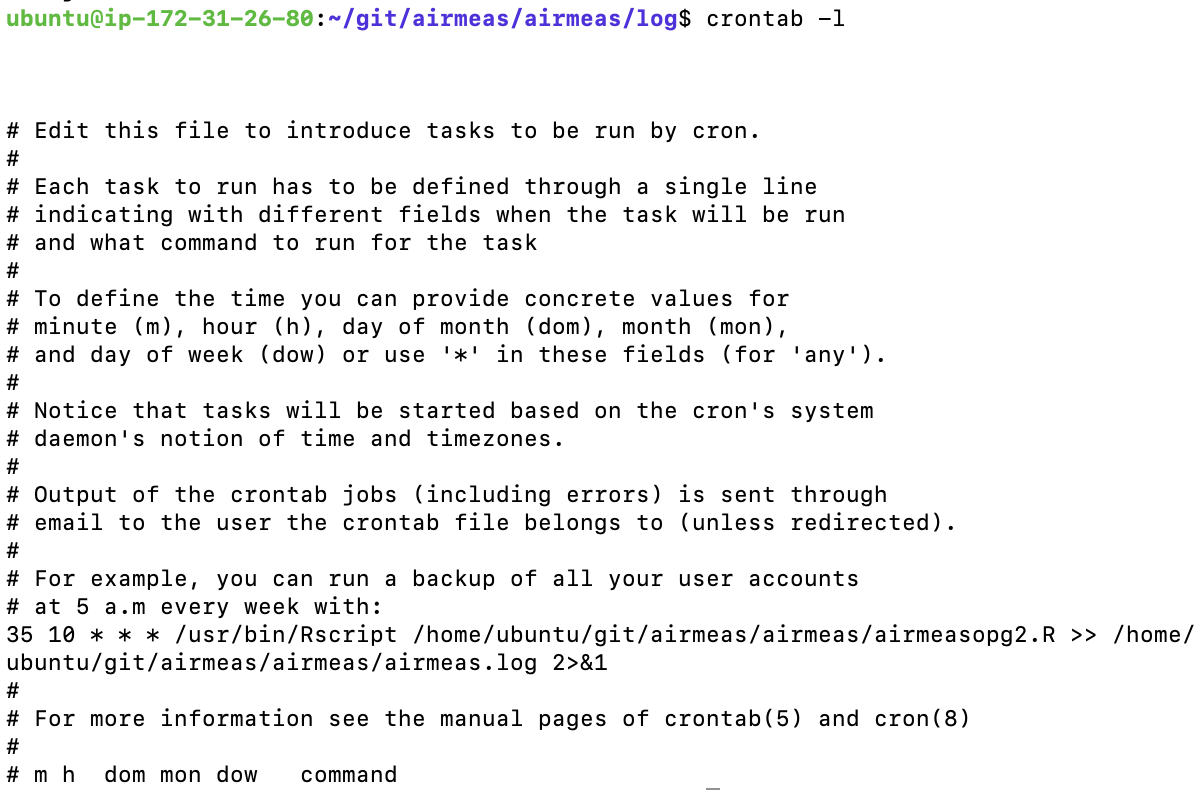 ubuntu@ip-172-31-26-80:~/git/airmeas/airmeas/log$ crontab -l
# Edit this file to introduce tasks to be run by cron.
#
# Each task to run has to be defined through a single line
# indicating with different fields when the task will be run
# and what command to run for the task
#
# To define the time you can provide concrete values for
# minute (m), hour (h), day of month (dom), month (mon),
# and day of week (dow) or use '*' in these fields (for 'any').
#
# Notice that tasks will be started based on the cron's system
# daemon's notion of time and timezones.
#
# Output of the crontab jobs (including errors) is sent through
# email to the user the crontab file belongs to (unless redirected).
#
# For example, you can run a backup of all your user accounts
# at 5 a.m every week with:
35 10 * * * /usr/bin/Rscript /home/ubuntu/git/airmeas/airmeas/airmeasopg2.R >> /home/
ubuntu/git/airmeas/airmeas/airmeas.log 2>&1
#
# For more information see the manual pages of crontab(5) and cron(8)
#
# m h  dom mon dow   command